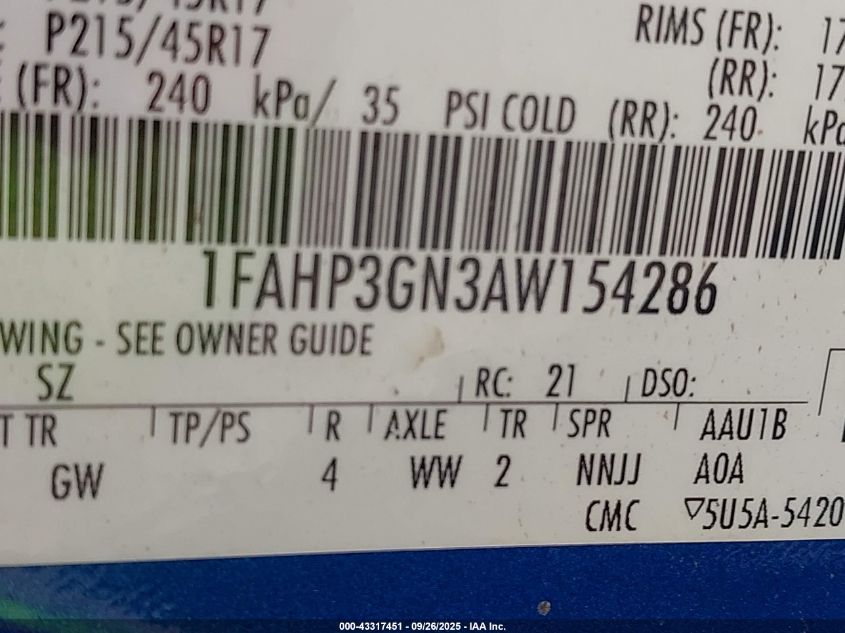 P215/45R17
RIMS (FR): 17
(RR): 17
(FR): 240 kPa/ 35 PSI COLD (RR): 240 kPa
1FAHP3GN3AW154286
WING - SEE OWNER GUIDE
SZ
RC: 21 DSO:
T TR TP/PS R AXLE TR SPR AAU1B
GW 4 WW 2 NNJJ A0A
CMC ▽5U5A-5420
000-43317451 - 09/26/2025 - IAA Inc.